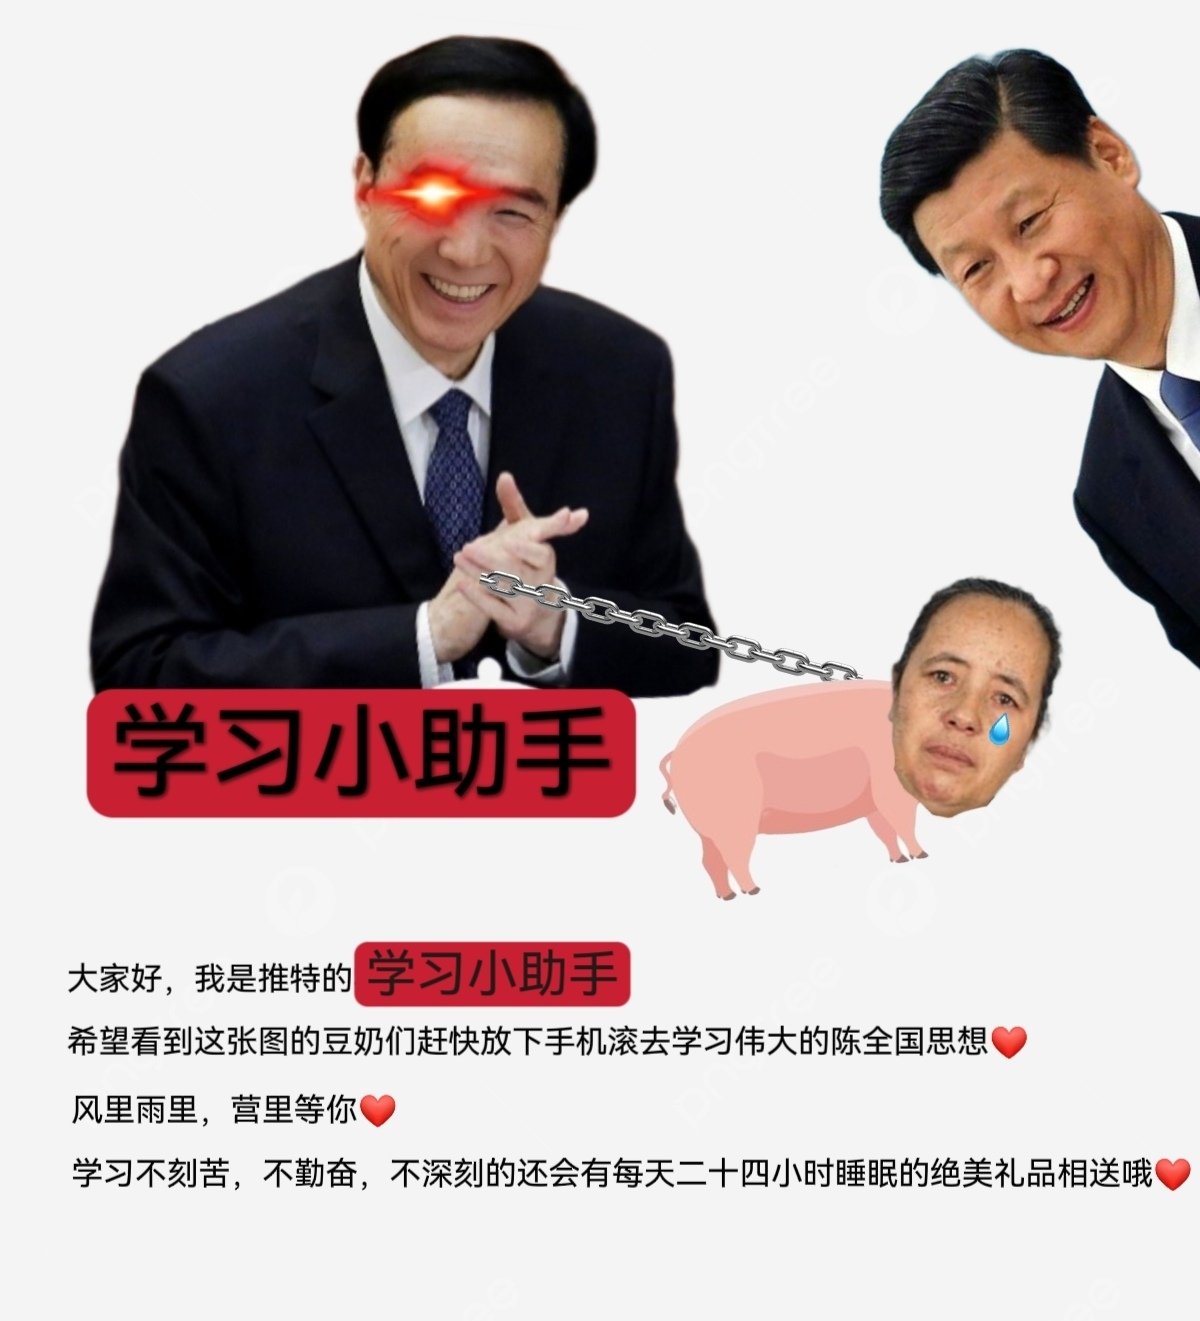 学习小助手
大家好，我是推特的 学习小助手
希望看到这张图的豆奶们赶快放下手机滚去学习伟大的陈全国思想❤️
风里雨里，营里等你❤️
学习不刻苦，不勤奋，不深刻的还会有每天二十四小时睡眠的绝美礼品相送哦❤️
pngtree
pngtree
pngtree
pngtree